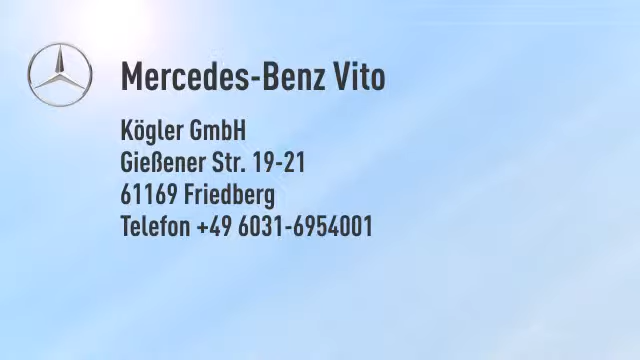 Mercedes-Benz Vito
Kögler GmbH
Gießener Str. 19-21
61169 Friedberg
Telefon +49 6031-6954001